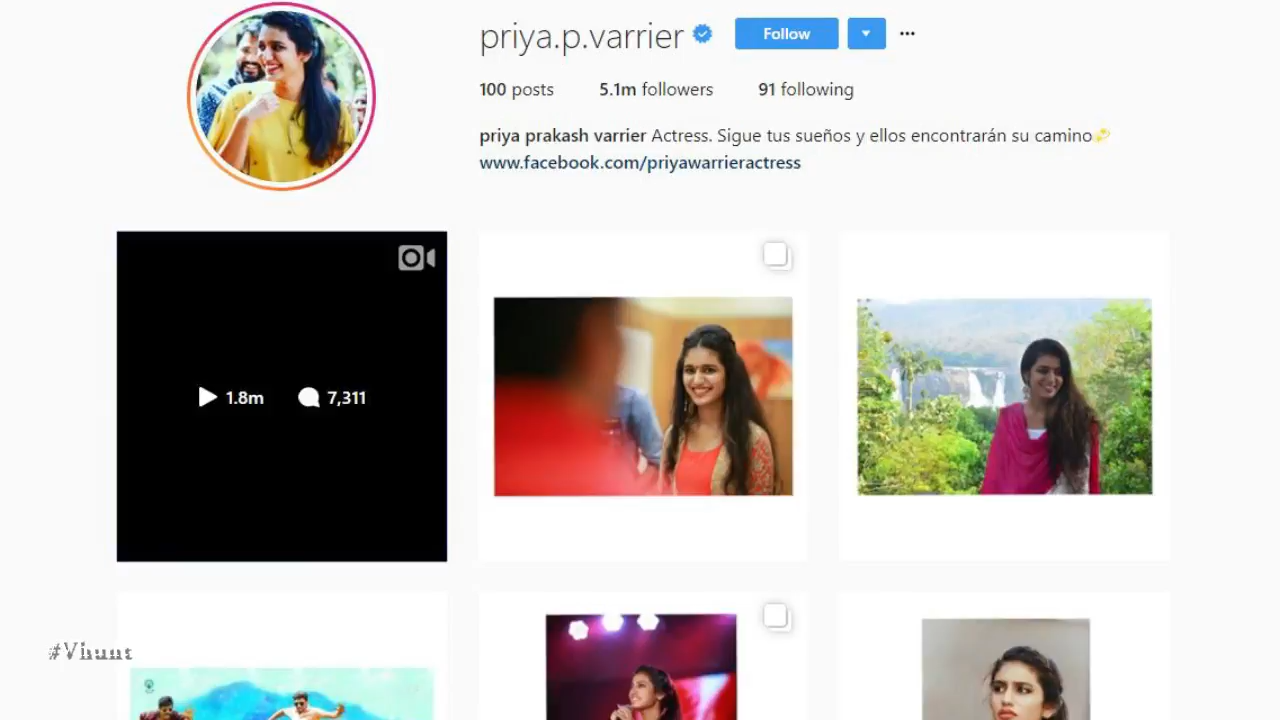 priya.p.varrier
Follow
100 posts 5.1m followers 91 following
priya prakash varrier Actress. Sigue tus sueños y ellos encontrarán su camino
www.facebook.com/priyawarrieractress
1.8m 7,311
#Vhunt